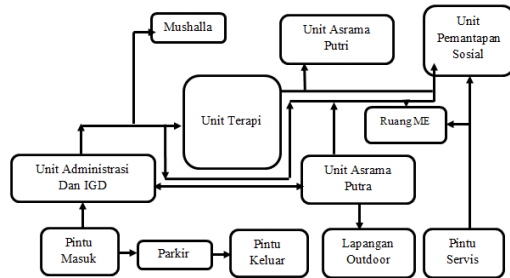 Mushalla
Unit Asrama
Putri
Unit
Pemantapan
Sosial
Unit Terapi
Ruang ME
Unit Administrasi
Dan IGD
Unit Asrama
Putra
Pintu
Masuk
Parkir
Pintu
Keluar
Lapangan
Outdoor
Pintu
Servis